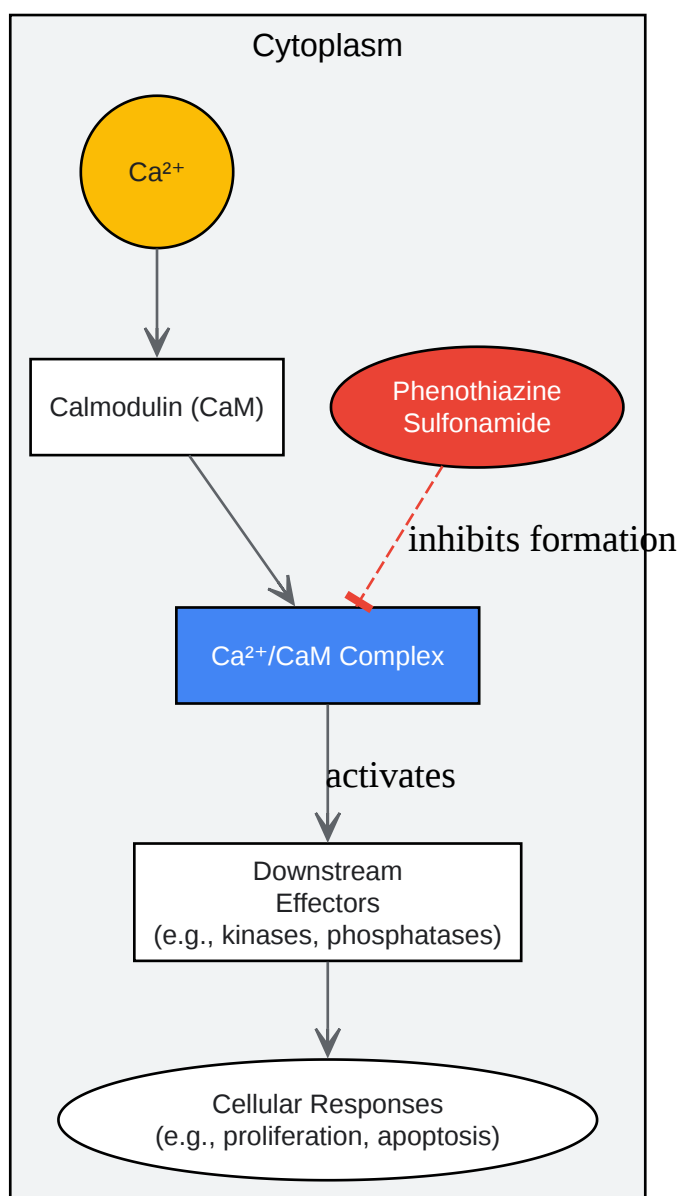 Cytoplasm
Ca²⁺
Calmodulin (CaM)
Phenothiazine
Sulfonamide
inhibits formation
Ca²⁺/CaM Complex
activates
Downstream
Effectors
(e.g., kinases, phosphatases)
Cellular Responses
(e.g., proliferation, apoptosis)